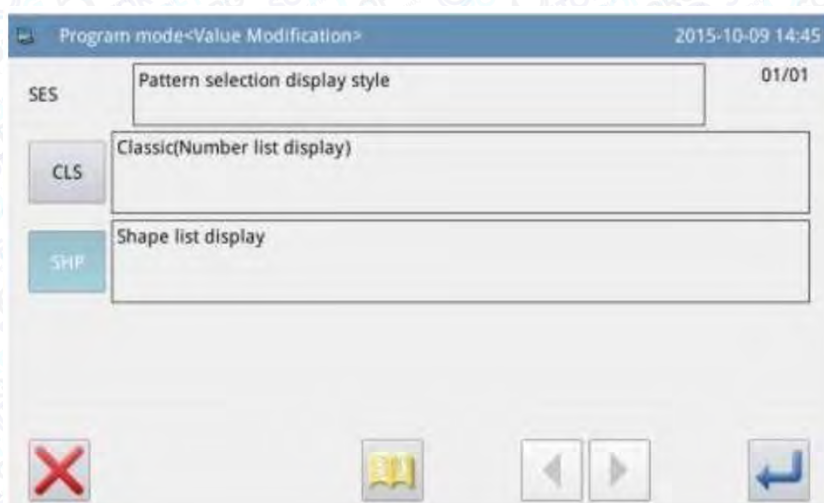 Program mode<Value Modification>
2015-10-09 14:45
SES
Pattern selection display style
01/01
CLS
Classic(Number list display)
SHP
Shape list display